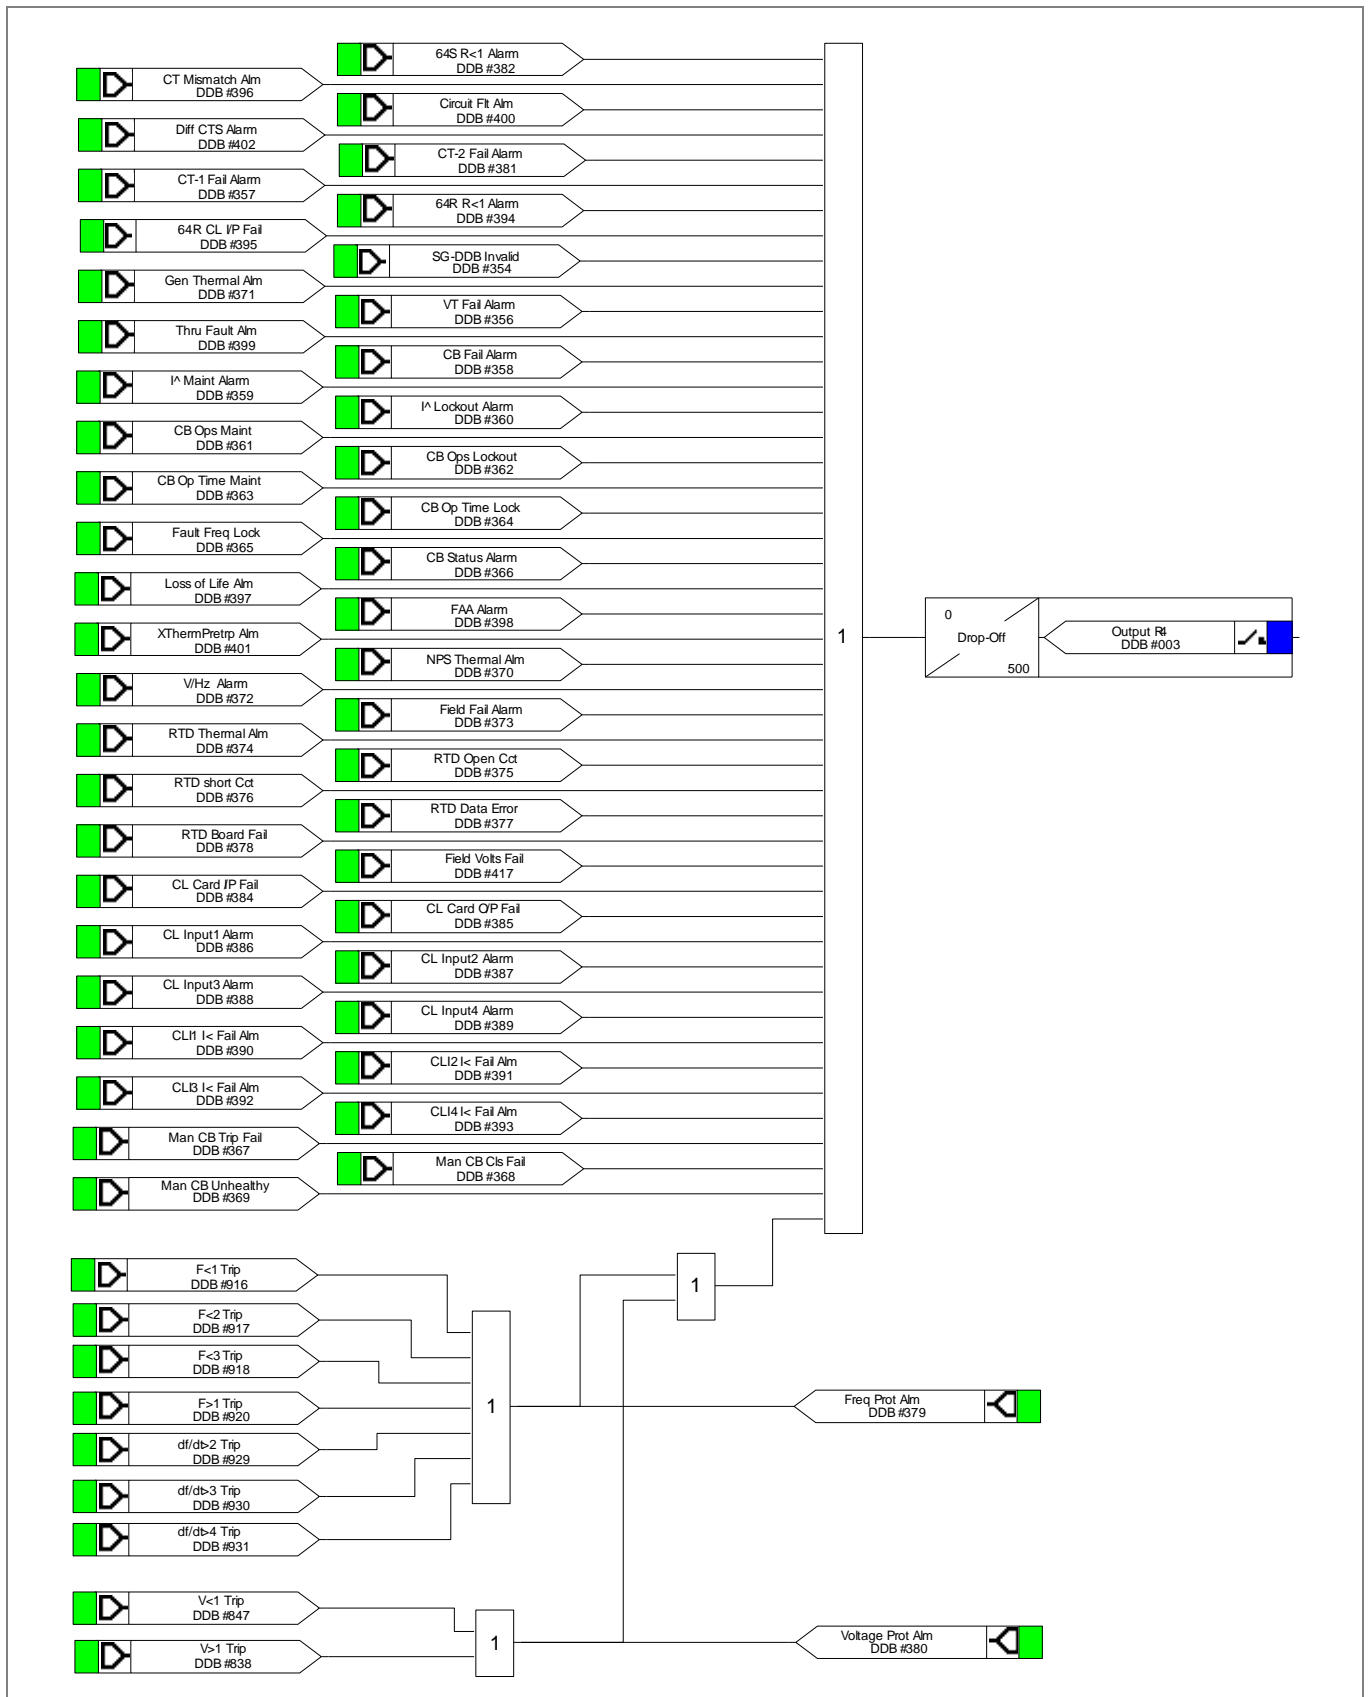 64S R<1 Alarm
DDB #382
CT Mismatch Alm
DDB #396
Circuit Flt Alm
DDB #400
Diff CTS Alarm
DDB #402
CT-2 Fail Alarm
DDB #381
CT-1 Fail Alarm
DDB #357
64R R<1 Alarm
DDB #394
64R CL I/P Fail
DDB #395
SG-DDB Invalid
DDB #354
Gen Thermal Alm
DDB #371
VT Fail Alarm
DDB #356
Thru Fault Alm
DDB #399
CB Fail Alarm
DDB #358
I^ Maint Alarm
DDB #359
I^ Lockout Alarm
DDB #360
CB Ops Maint
DDB #361
CB Ops Lockout
DDB #362
CB Op Time Maint
DDB #363
CB Op Time Lock
DDB #364
Fault Freq Lock
DDB #365
CB Status Alarm
DDB #366
Loss of Life Alm
DDB #397
FAA Alarm
DDB #398
XThermPretrp Alm
DDB #401
1
0
Drop-Off
500
Output R4
DDB #003
NPS Thermal Alm
DDB #370
V/Hz Alarm
DDB #372
Field Fail Alarm
DDB #373
RTD Thermal Alm
DDB #374
RTD Open Cct
DDB #375
RTD short Cct
DDB #376
RTD Data Error
DDB #377
RTD Board Fail
DDB #378
Field Volts Fail
DDB #417
CL Card I/P Fail
DDB #384
CL Card O/P Fail
DDB #385
CL Input1 Alarm
DDB #386
CL Input2 Alarm
DDB #387
CL Input3 Alarm
DDB #388
CL Input4 Alarm
DDB #389
CLI1 I< Fail Alm
DDB #390
CLI2 I< Fail Alm
DDB #391
CLI3 I< Fail Alm
DDB #392
CLI4 I< Fail Alm
DDB #393
Man CB Trip Fail
DDB #367
Man CB Cls Fail
DDB #368
Man CB Unhealthy
DDB #369
F<1 Trip
DDB #916
1
F<2 Trip
DDB #917
F<3 Trip
DDB #918
F>1 Trip
DDB #920
1
Freq Prot Alm
DDB #379
df/dt>2 Trip
DDB #929
df/dt>3 Trip
DDB #930
df/dt>4 Trip
DDB #931
V<1 Trip
DDB #847
1
Voltage Prot Alm
DDB #380
V>1 Trip
DDB #838